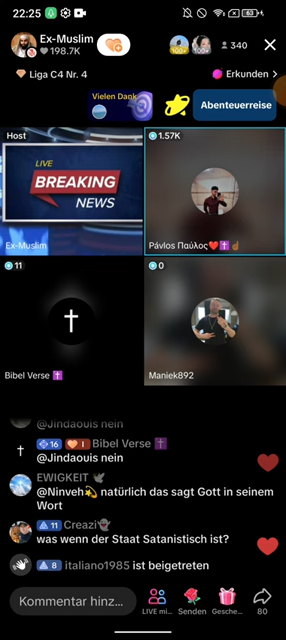 22:25
63
Ex-Muslim
198.7K
100+
100+
340
Liga C4 Nr. 4
Erkunden >
Vielen Dank
Abenteuerreise
Host
1.57K
LIVE
BREAKING
NEWS
Ex-Muslim
Pávlos Παύλος❤️✝️☝🏽
11
0
Bibel Verse ✝️
Maniek892
@Jindaouis nein
16 I Bibel Verse ✝️
@Jindaouis nein
EWIGKEIT 🕊
@Ninveh💫 natürlich das sagt Gott in seinem
Wort
11 Creazi👻
was wenn der Staat Satanistisch ist?
8 italiano1985 ist beigetreten
Kommentar hinz...
LIVE mi...
Senden
Gesche...
80